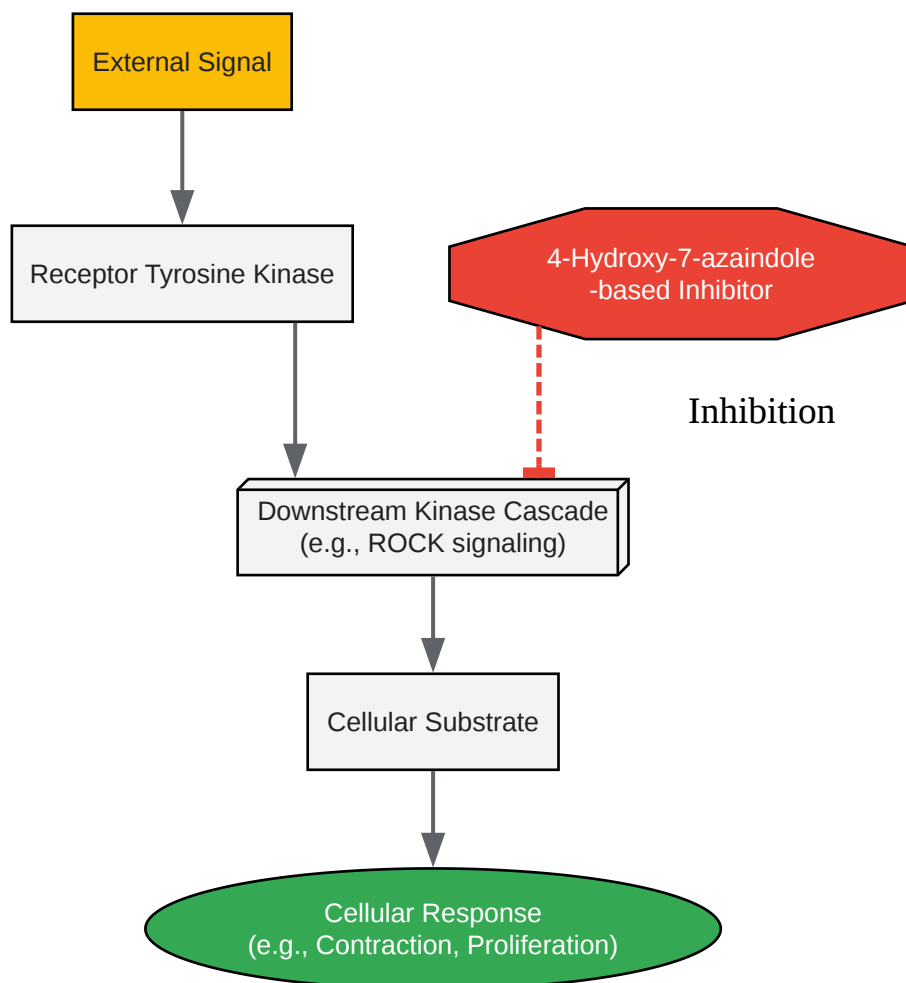 External Signal
Receptor Tyrosine Kinase
4-Hydroxy-7-azaindole
-based Inhibitor
Inhibition
Downstream Kinase Cascade
(e.g., ROCK signaling)
Cellular Substrate
Cellular Response
(e.g., Contraction, Proliferation)